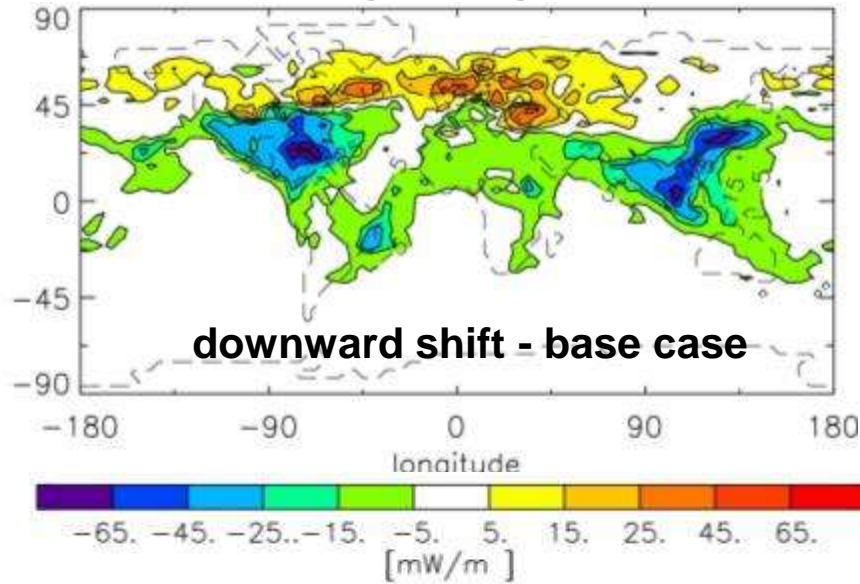 90
45
0
−45
downward shift - base case
−90
−180 −90 0 90 180
longitude
−65. −45. −25. −15. −5. 5. 15. 25. 45. 65.
[mW/m ]